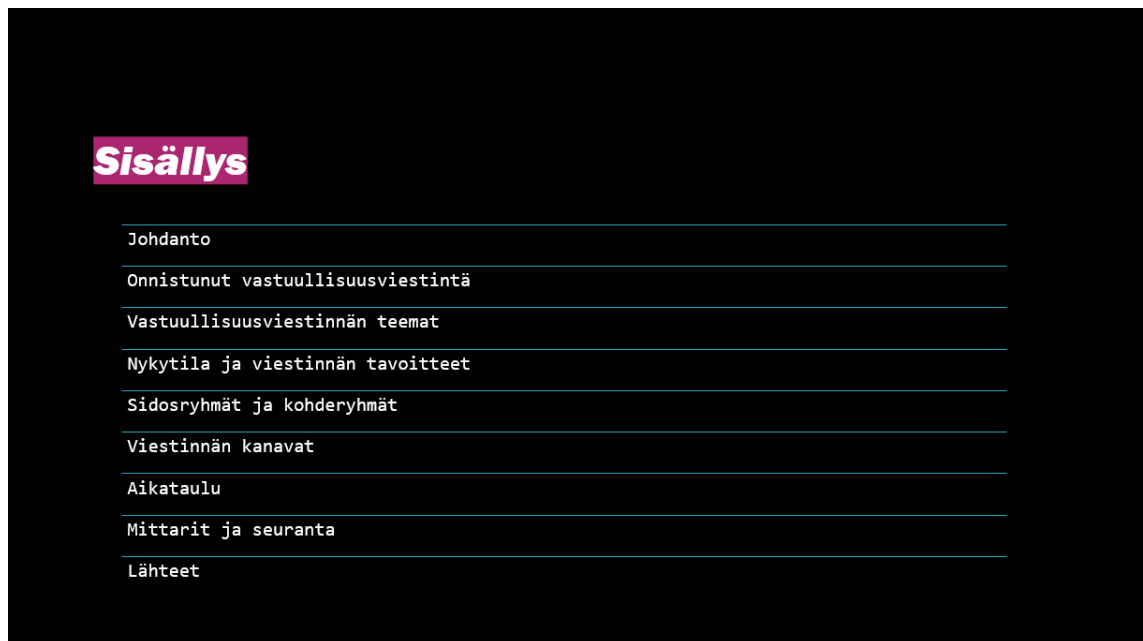 Sisällys
Johdanto
Onnistunut vastuullisuusviestintä
Vastuullisuusviestinnän teemat
Nykytila ja viestinnän tavoitteet
Sidosryhmät ja kohderyhmät
Viestinnän kanavat
Aikataulu
Mittarit ja seuranta
Lähteet